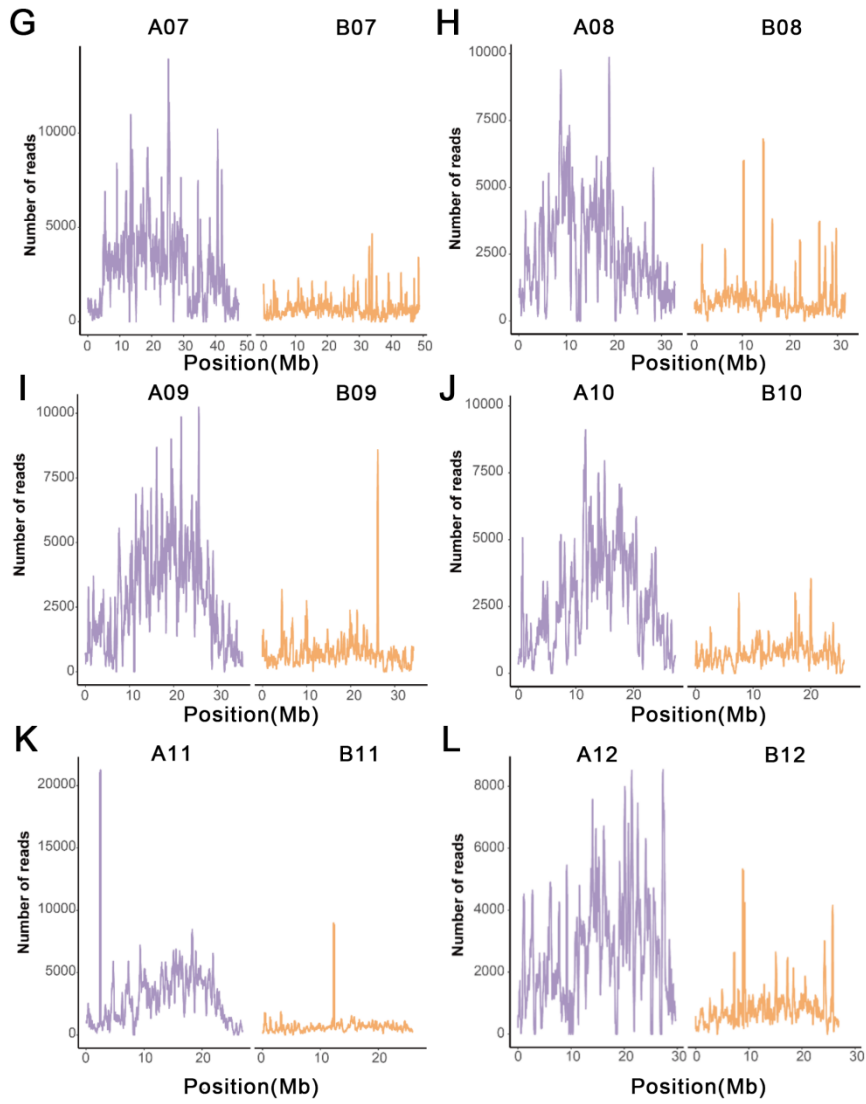 G
A07
B07
Number of reads
10000
5000
0
0 10 20 30 40 50
0 10 20 30 40 50
Position(Mb)
H
A08
B08
Number of reads
10000
7500
5000
2500
0
0 10 20 30
0 10 20 30
Position(Mb)
I
A09
B09
Number of reads
10000
7500
5000
2500
0
0 10 20 30
0 10 20 30
Position(Mb)
J
A10
B10
Number of reads
10000
7500
5000
2500
0
0 10 20
0 10 20
Position(Mb)
K
A11
B11
Number of reads
20000
15000
10000
5000
0
0 10 20
0 10 20
Position(Mb)
L
A12
B12
Number of reads
8000
6000
4000
2000
0
0 10 20 30
0 10 20 30
Position(Mb)